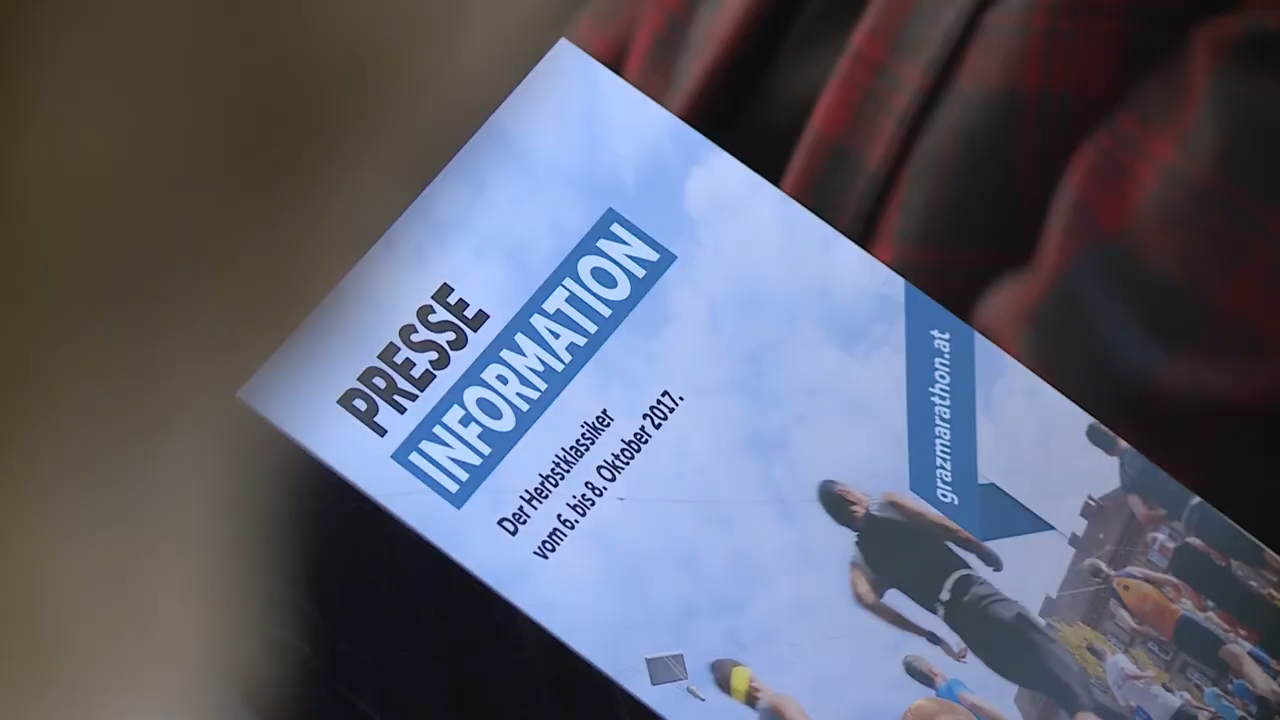 PRESSE
INFORMATION
Der Herbstklassiker
vom 6. bis 8. Oktober 2017.
grazmarathon.at